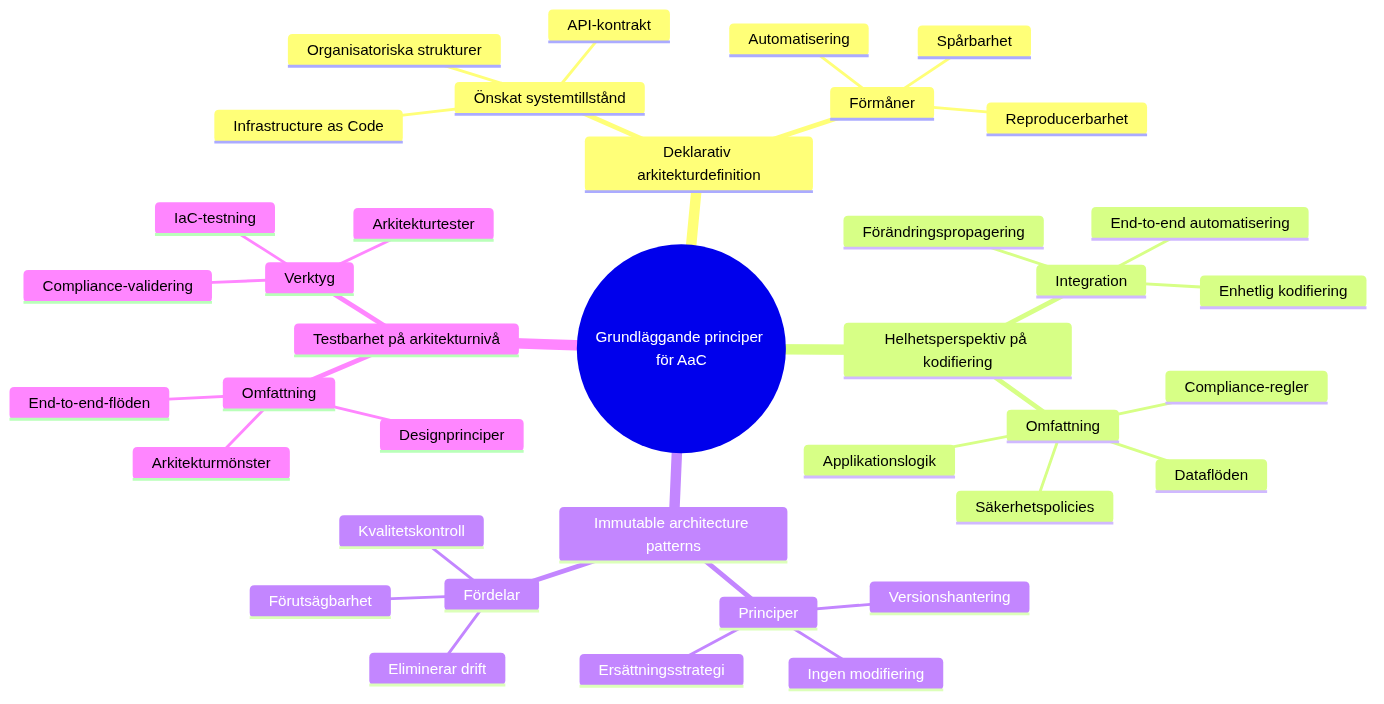 API-kontrakt
Organisatoriska strukturer
Önskat systemtillstånd
Infrastructure as Code
Automatisering
Spårbarhet
Förmåner
Reproducerbarhet
Deklarativ
arkitekturdefinition
IaC-testning
Arkitekturtester
Verktyg
Compliance-validering
Testbarhet på arkitekturnivå
Omfattning
End-to-end-flöden
Designprinciper
Arkitekturmönster
Grundläggande principer
för AaC
Förändringspropagering
End-to-end automatisering
Integration
Enhetlig kodifiering
Helhetsperspektiv på
kodifiering
Compliance-regler
Omfattning
Applikationslogik
Dataflöden
Säkerhetspolicies
Immutable architecture
patterns
Kvalitetskontroll
Fördelar
Förutsägbarhet
Eliminerar drift
Principer
Versionshantering
Ersättningsstrategi
Ingen modifiering